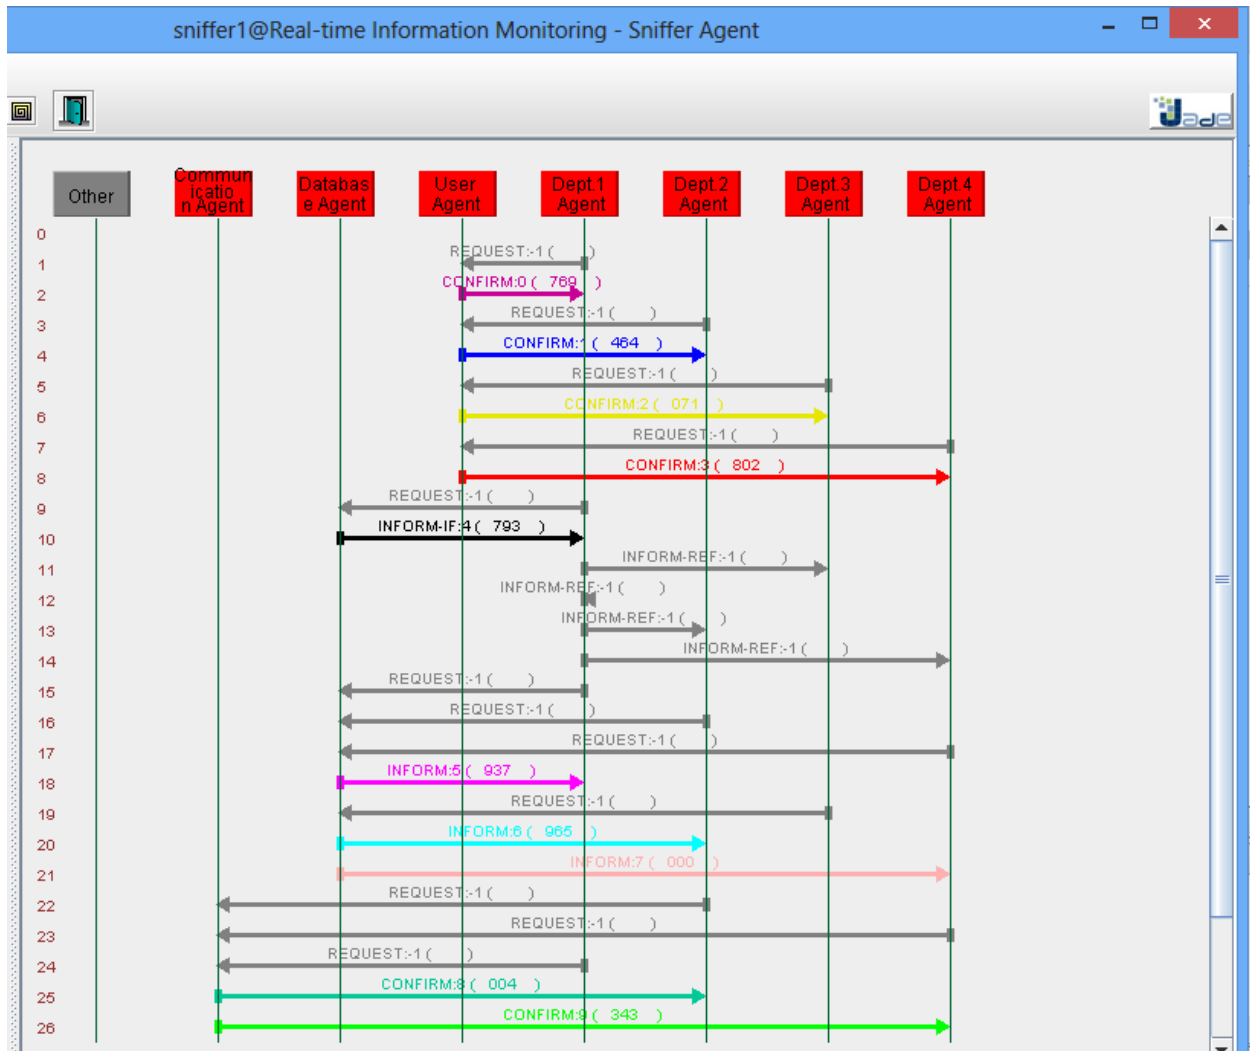 sniffer1@Real-time Information Monitoring - Sniffer Agent
Jade
Other
Commun
icatio
n Agent
Databas
e Agent
User
Agent
Dept.1
Agent
Dept.2
Agent
Dept.3
Agent
Dept.4
Agent
0
REQUEST:-1 ( )
1
CONFIRM:0 ( 769 )
2
REQUEST:-1 ( )
3
CONFIRM:1 ( 464 )
4
REQUEST:-1 ( )
5
CONFIRM:2 ( 071 )
6
REQUEST:-1 ( )
7
CONFIRM:3 ( 802 )
8
REQUEST:-1 ( )
9
INFORM-IF:4 ( 793 )
10
INFORM-REF:-1 ( )
11
INFORM-REF:-1 ( )
12
INFORM-REF:-1 ( )
13
INFORM-REF:-1 ( )
14
REQUEST:-1 ( )
15
REQUEST:-1 ( )
16
REQUEST:-1 ( )
17
INFORM:5 ( 937 )
18
REQUEST:-1 ( )
19
INFORM:6 ( 965 )
20
INFORM:7 ( 000 )
21
REQUEST:-1 ( )
22
REQUEST:-1 ( )
23
REQUEST:-1 ( )
24
CONFIRM:8 ( 004 )
25
CONFIRM:9 ( 343 )
26